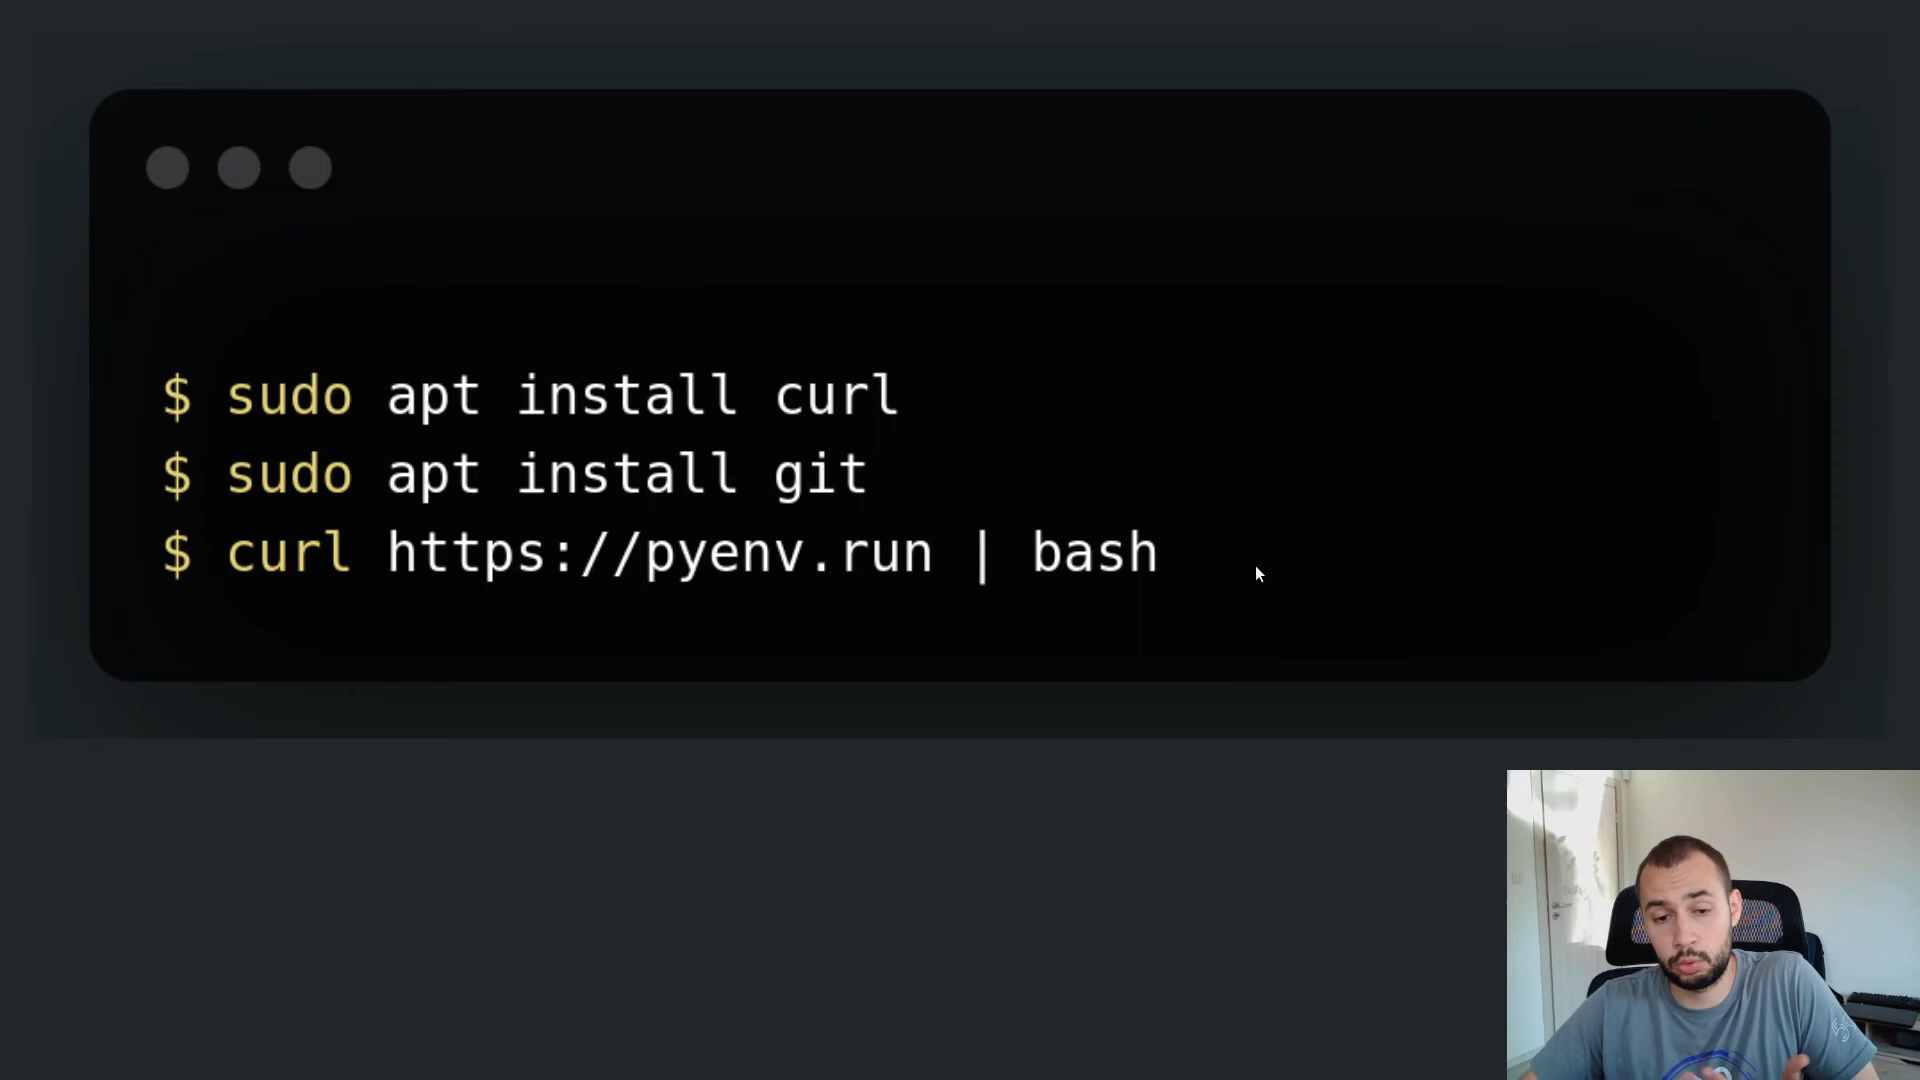 $ sudo apt install curl
$ sudo apt install git
$ curl https://pyenv.run | bash